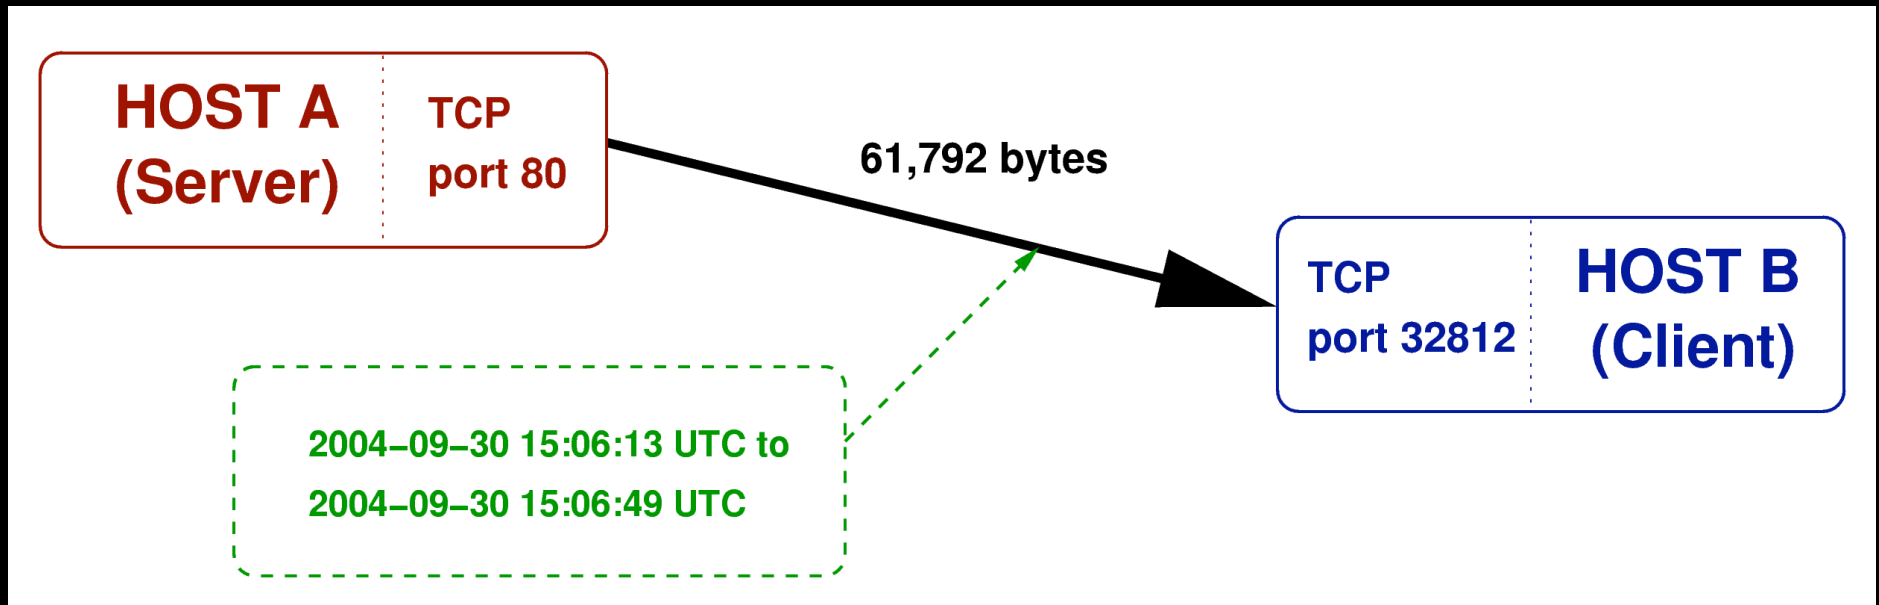 HOST A
(Server)
TCP
port 80
61,792 bytes
TCP
port 32812
HOST B
(Client)
2004–09–30 15:06:13 UTC to
2004–09–30 15:06:49 UTC